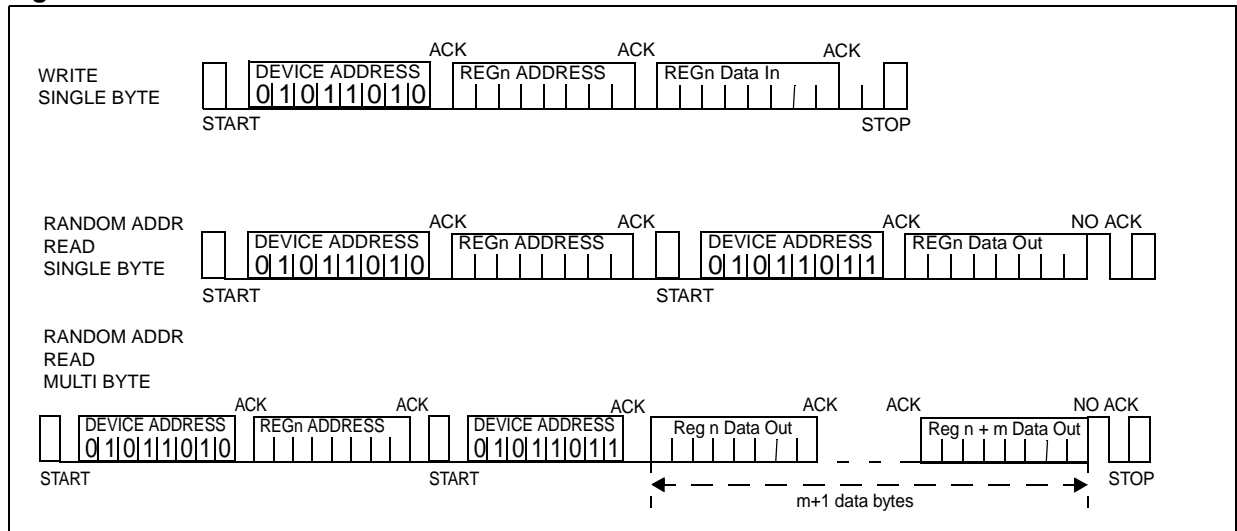 ACK ACK ACK
WRITE
SINGLE BYTE
DEVICE ADDRESS REGn ADDRESS REGn Data In
0 1 0 1 1 0 1 0
START STOP
RANDOM ADDR
READ
SINGLE BYTE
ACK ACK ACK NO ACK
DEVICE ADDRESS REGn ADDRESS DEVICE ADDRESS REGn Data Out
0 1 0 1 1 0 1 0 0 1 0 1 1 0 1 1
START START
RANDOM ADDR
READ
MULTI BYTE
ACK ACK ACK ACK ACK NO ACK
DEVICE ADDRESS REGn ADDRESS DEVICE ADDRESS Reg n Data Out Reg n + m Data Out
0 1 0 1 1 0 1 0 0 1 0 1 1 0 1 1
START START STOP
m+1 data bytes